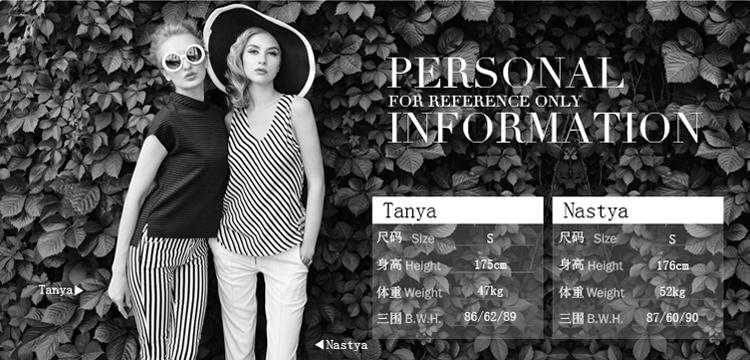 PERSONAL
FOR REFERENCE ONLY
INFORMATION
Tanya
尺码 Size S
身高 Height 175cm
体重 Weight 47kg
三围 B.W.H. 86/62/89
Nastya
尺码 Size S
身高 Height 176cm
体重 Weight 52kg
三围 B.W.H. 87/60/90
Tanya▶
◀Nastya